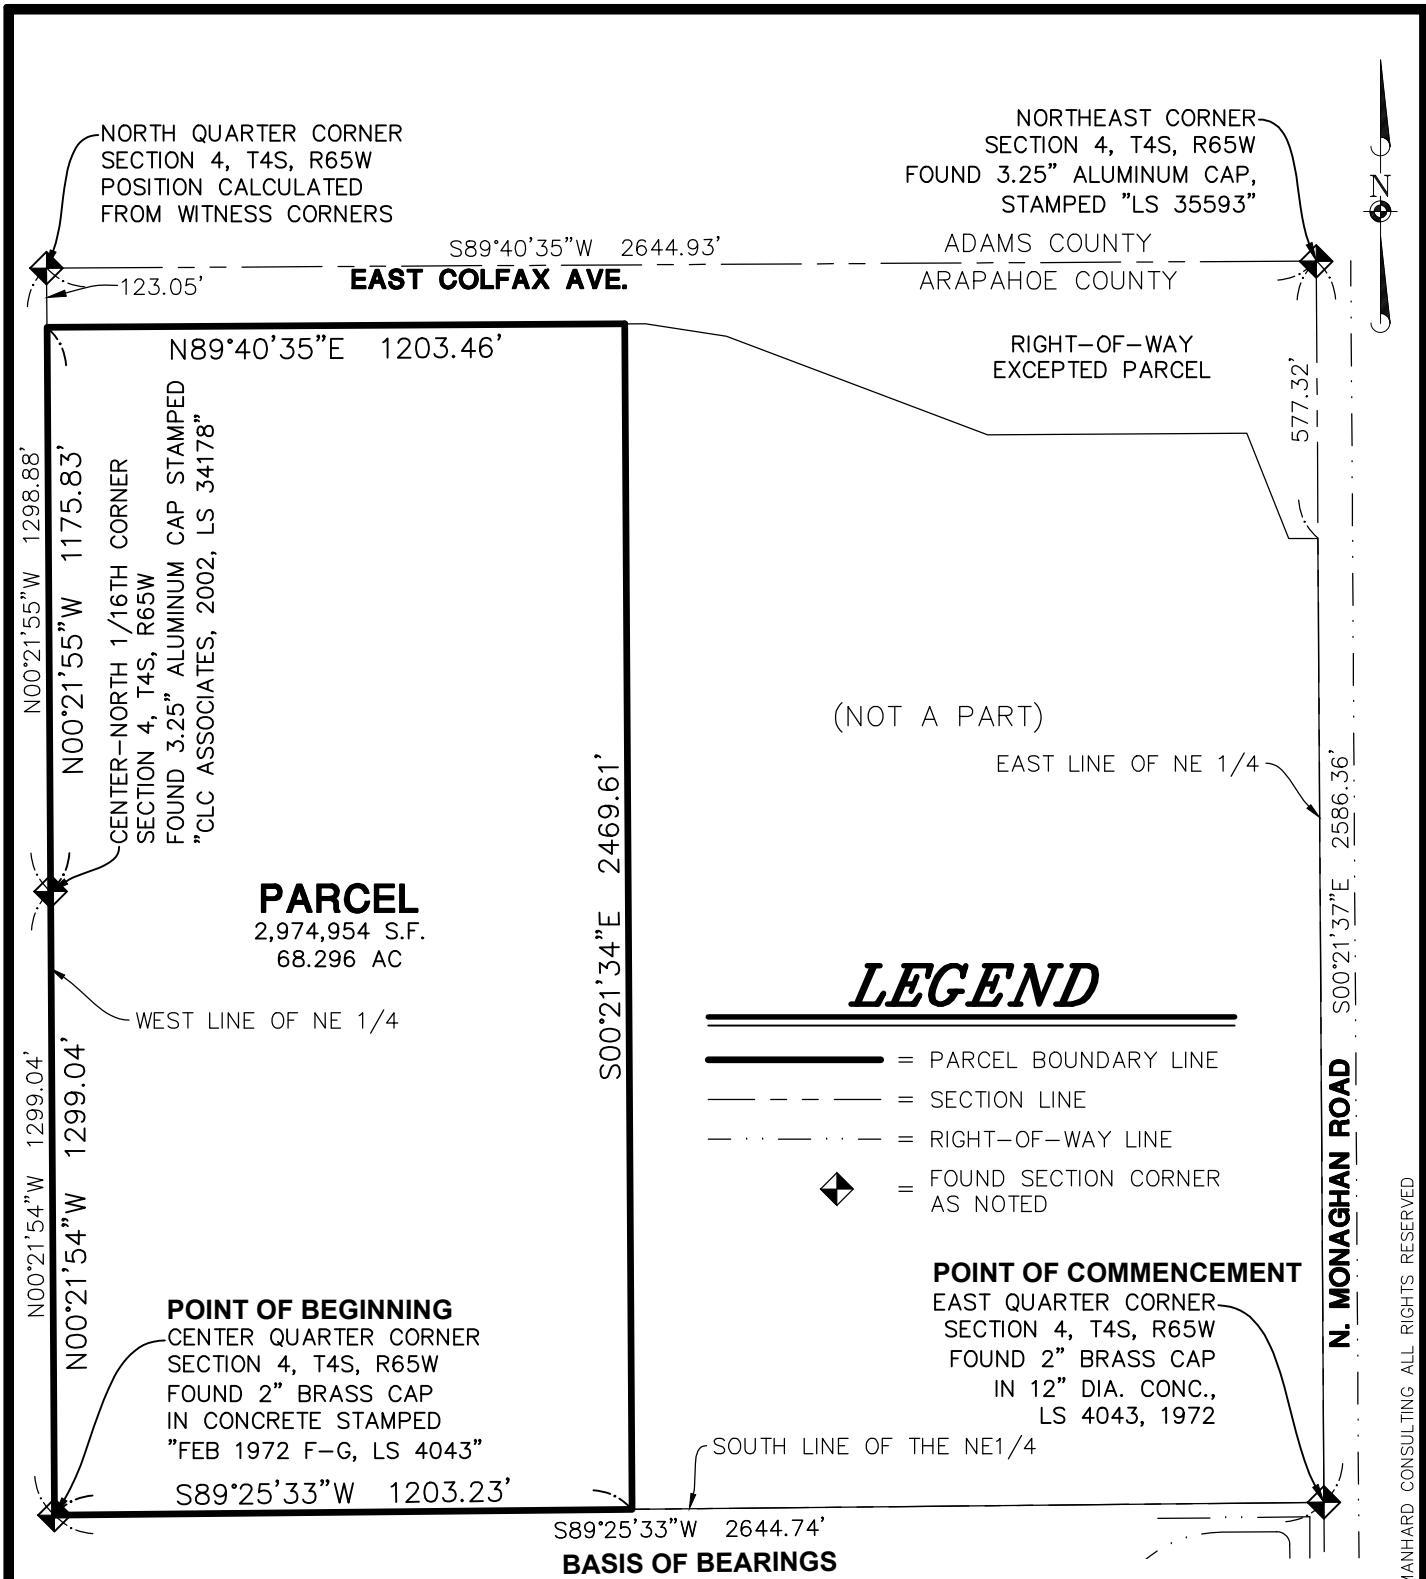 NORTH QUARTER CORNER
SECTION 4, T4S, R65W
POSITION CALCULATED
FROM WITNESS CORNERS
NORTHEAST CORNER
SECTION 4, T4S, R65W
FOUND 3.25" ALUMINUM CAP,
STAMPED "LS 35593"
N
S89°40'35"W 2644.93'
ADAMS COUNTY
EAST COLFAX AVE.
ARAPAHOE COUNTY
123.05'
N89°40'35"E 1203.46'
RIGHT-OF-WAY
EXCEPTED PARCEL
577.32'
N00°21'55"W 1298.88'
N00°21'55"W 1175.83'
CENTER-NORTH 1/16TH CORNER
SECTION 4, T4S, R65W
FOUND 3.25" ALUMINUM CAP STAMPED
"CLC ASSOCIATES, 2002, LS 34178"
(NOT A PART)
EAST LINE OF NE 1/4
S00°21'37"E 2586.36'
S00°21'34"E 2469.61'
PARCEL
2,974,954 S.F.
68.296 AC
WEST LINE OF NE 1/4
N00°21'54"W 1299.04'
N00°21'54"W 1299.04'
LEGEND
= PARCEL BOUNDARY LINE
= SECTION LINE
= RIGHT-OF-WAY LINE
= FOUND SECTION CORNER
AS NOTED
N. MONAGHAN ROAD
POINT OF BEGINNING
CENTER QUARTER CORNER
SECTION 4, T4S, R65W
FOUND 2" BRASS CAP
IN CONCRETE STAMPED
"FEB 1972 F-G, LS 4043"
POINT OF COMMENCEMENT
EAST QUARTER CORNER
SECTION 4, T4S, R65W
FOUND 2" BRASS CAP
IN 12" DIA. CONC.,
LS 4043, 1972
SOUTH LINE OF THE NE1/4
S89°25'33"W 1203.23'
S89°25'33"W 2644.74'
BASIS OF BEARINGS
MANHARD CONSULTING ALL RIGHTS RESERVED